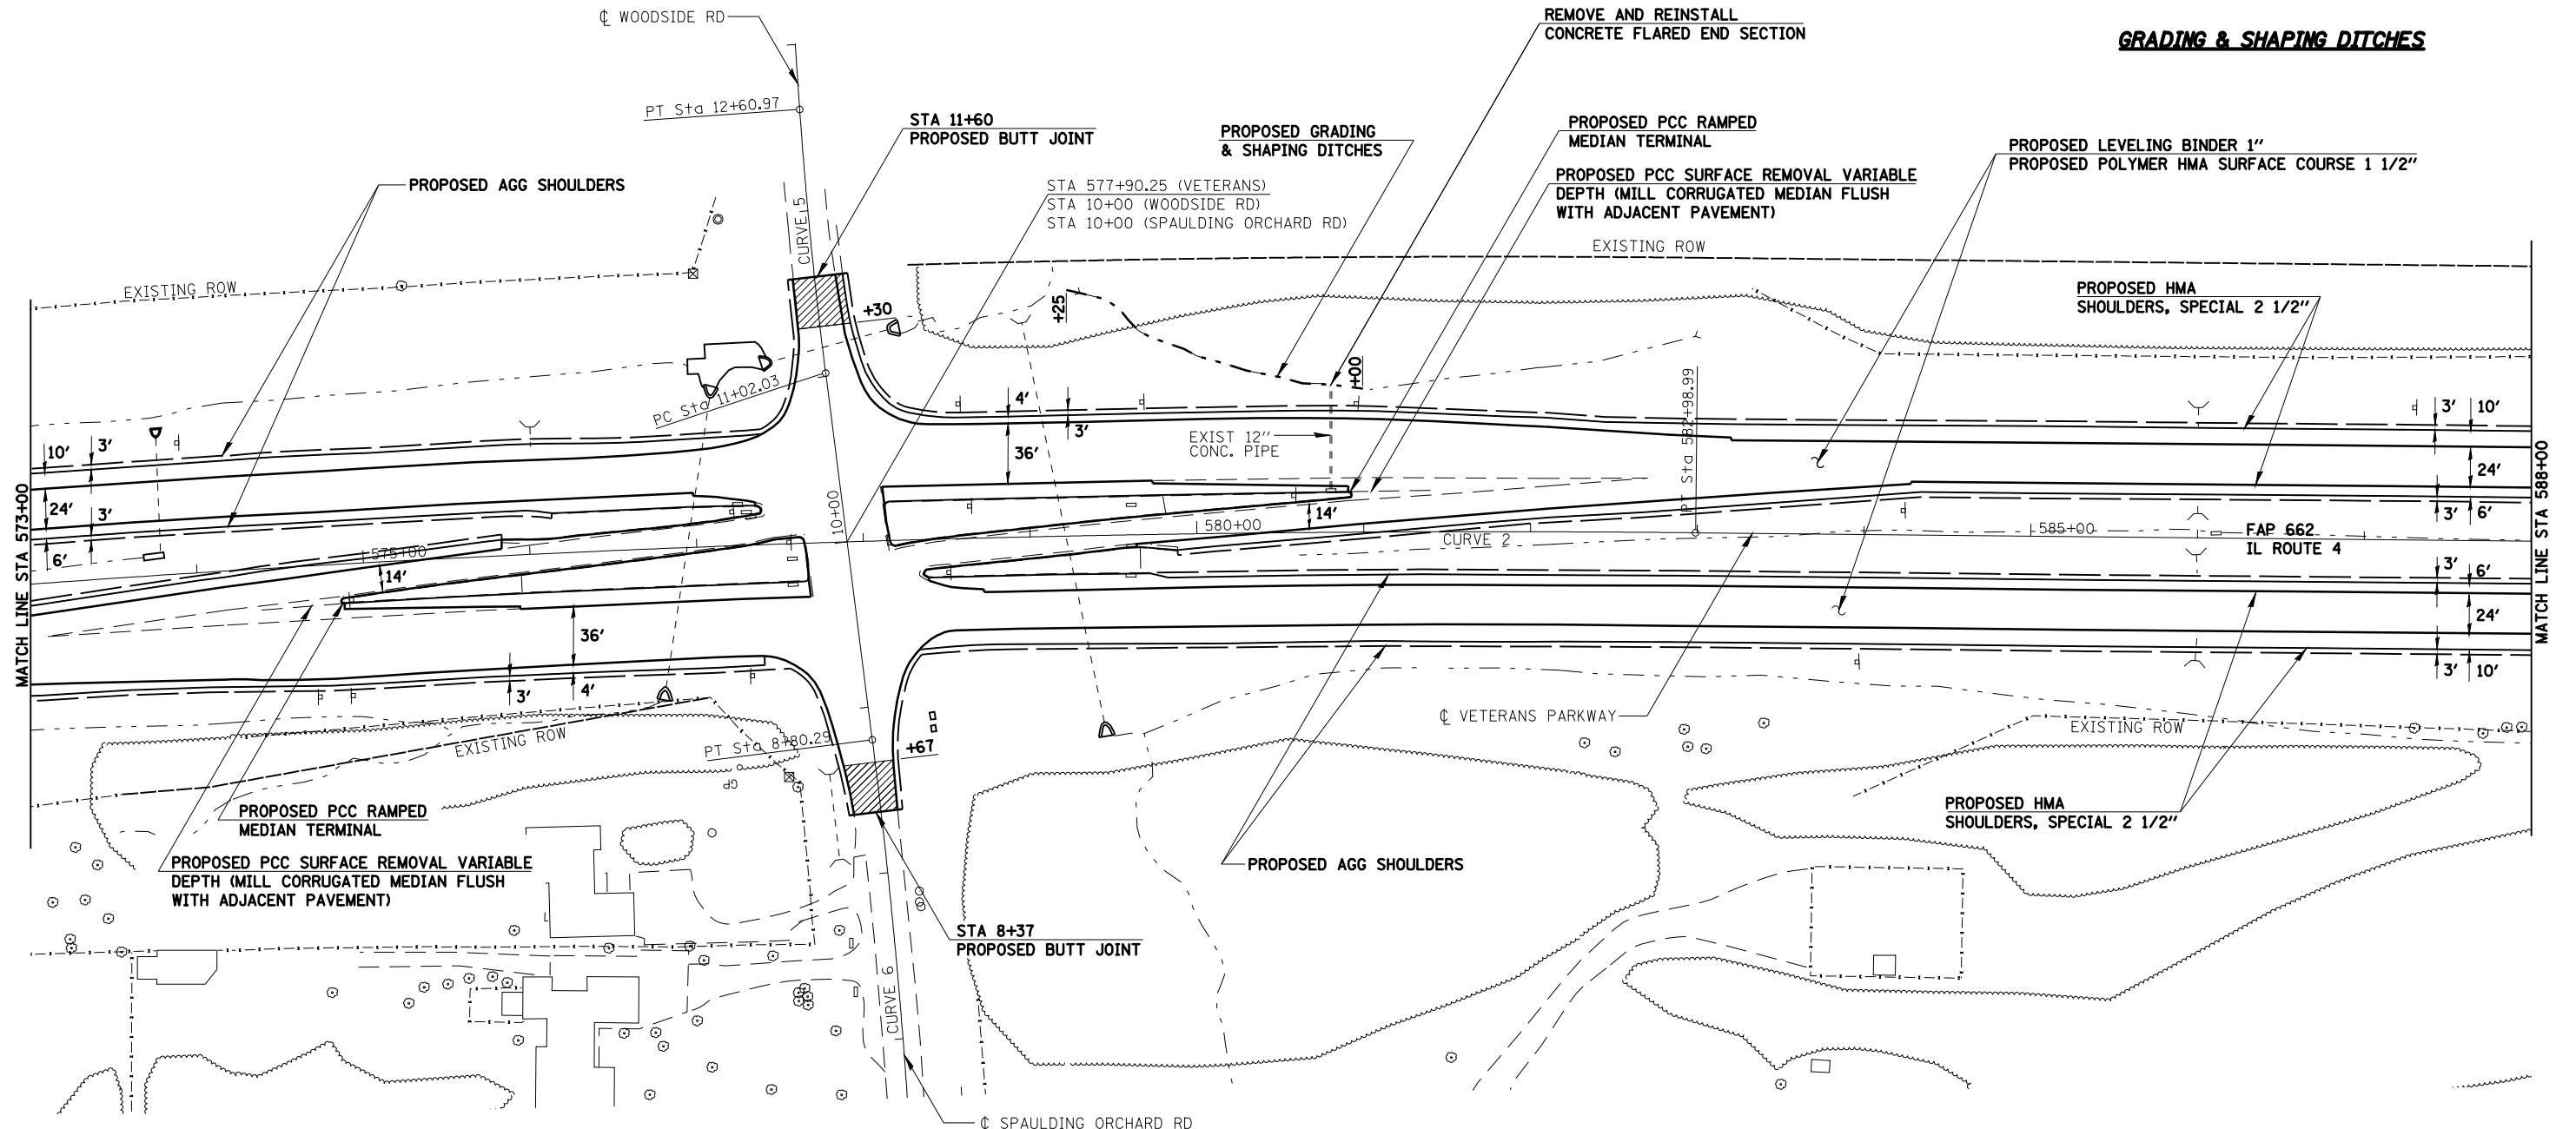 ℄ WOODSIDE RD
REMOVE AND REINSTALL
CONCRETE FLARED END SECTION
GRADING & SHAPING DITCHES
PT Sta 12+60.97
STA 11+60
PROPOSED BUTT JOINT
PROPOSED GRADING
& SHAPING DITCHES
PROPOSED PCC RAMPED
MEDIAN TERMINAL
PROPOSED LEVELING BINDER 1"
PROPOSED POLYMER HMA SURFACE COURSE 1 1/2"
PROPOSED AGG SHOULDERS
STA 577+90.25 (VETERANS)
STA 10+00 (WOODSIDE RD)
STA 10+00 (SPAULDING ORCHARD RD)
PROPOSED PCC SURFACE REMOVAL VARIABLE
DEPTH (MILL CORRUGATED MEDIAN FLUSH
WITH ADJACENT PAVEMENT)
CURVE 5
EXISTING ROW
EXISTING ROW
PROPOSED HMA
SHOULDERS, SPECIAL 2 1/2"
+30
+25
+00
PC Sta 11+02.03
PT Sta 582+98.99
4'
3'
36'
EXIST 12"
CONC. PIPE
10'
3'
24'
3'
6'
3'
10'
24'
3'
6'
MATCH LINE STA 573+00
MATCH LINE STA 588+00
110+00
14'
575+00
580+00
585+00
CURVE 2
FAP 662
IL ROUTE 4
14'
3'
6'
24'
3'
10'
36'
3'
4'
℄ VETERANS PARKWAY
EXISTING ROW
EXISTING ROW
PT Sta 8+80.29
+67
GP
PROPOSED PCC RAMPED
MEDIAN TERMINAL
PROPOSED HMA
SHOULDERS, SPECIAL 2 1/2"
PROPOSED PCC SURFACE REMOVAL VARIABLE
DEPTH (MILL CORRUGATED MEDIAN FLUSH
WITH ADJACENT PAVEMENT)
PROPOSED AGG SHOULDERS
STA 8+37
PROPOSED BUTT JOINT
CURVE 6
℄ SPAULDING ORCHARD RD